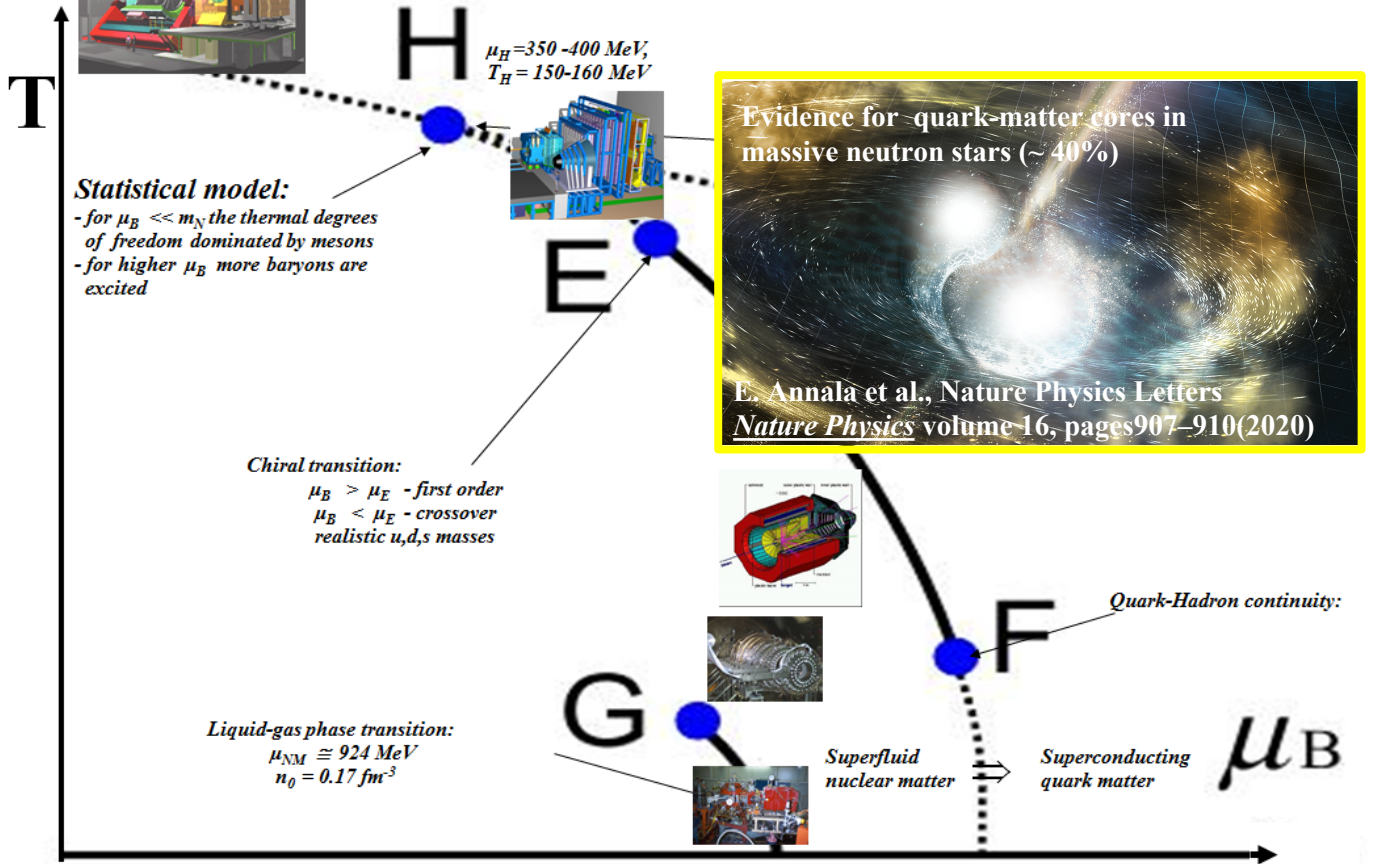 T
H
μH=350 -400 MeV,
TH = 150-160 MeV
Evidence for quark-matter cores in
massive neutron stars (~ 40%)
Statistical model:
- for μB << mN the thermal degrees
of freedom dominated by mesons
- for higher μB more baryons are
excited
E
E. Annala et al., Nature Physics Letters
Nature Physics volume 16, pages907–910(2020)
Chiral transition:
μB > μE - first order
μB < μE - crossover
realistic u,d,s masses
Quark-Hadron continuity:
F
G
Liquid-gas phase transition:
μNM ≅ 924 MeV
n0 = 0.17 fm-3
Superfluid
nuclear matter
⇒
Superconducting
quark matter
μB